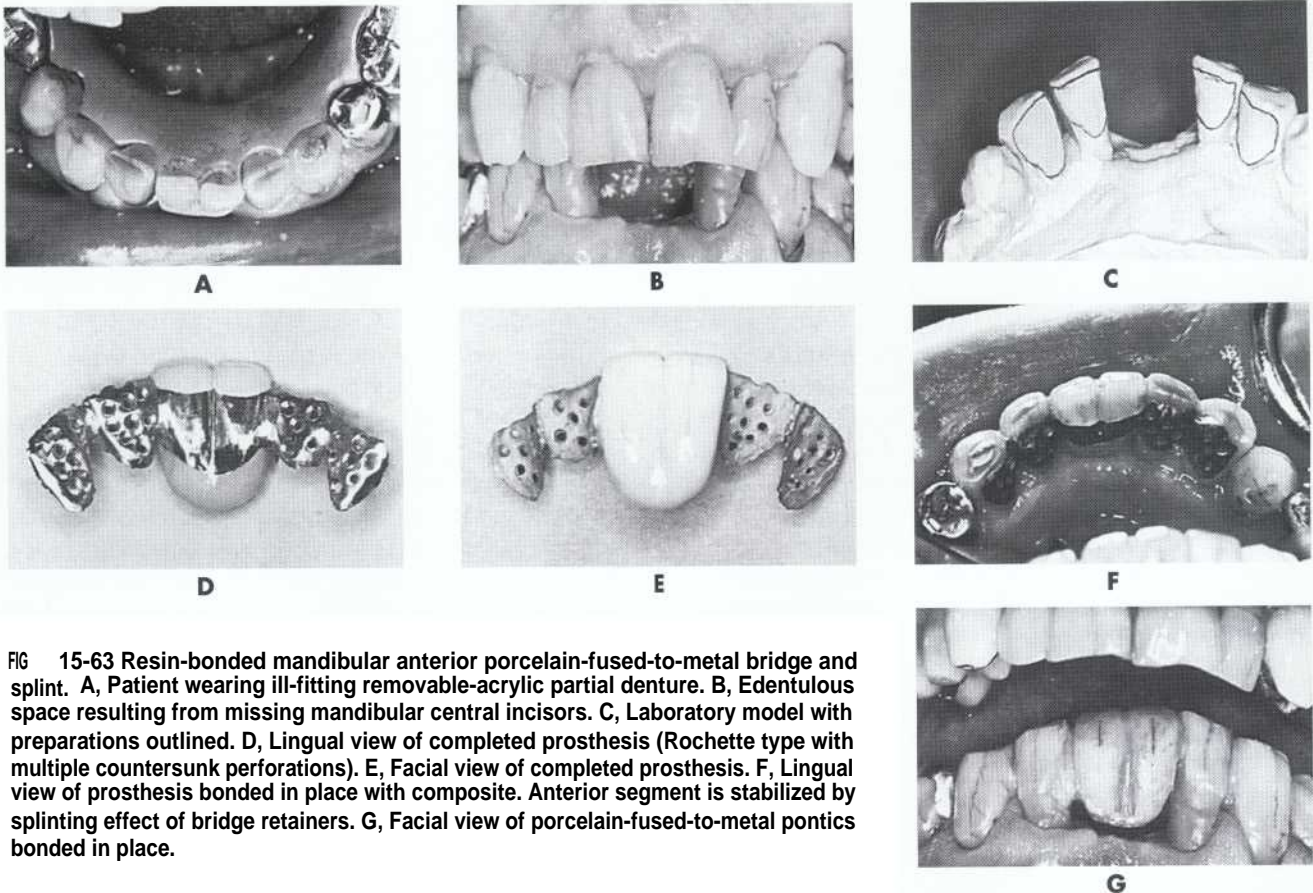 A
B
C
D
E
F
FIG 15-63 Resin-bonded mandibular anterior porcelain-fused-to-metal bridge and
splint. A, Patient wearing ill-fitting removable-acrylic partial denture. B, Edentulous
space resulting from missing mandibular central incisors. C, Laboratory model with
preparations outlined. D, Lingual view of completed prosthesis (Rochette type with
multiple countersunk perforations). E, Facial view of completed prosthesis. F, Lingual
view of prosthesis bonded in place with composite. Anterior segment is stabilized by
splinting effect of bridge retainers. G, Facial view of porcelain-fused-to-metal pontics
bonded in place.
G